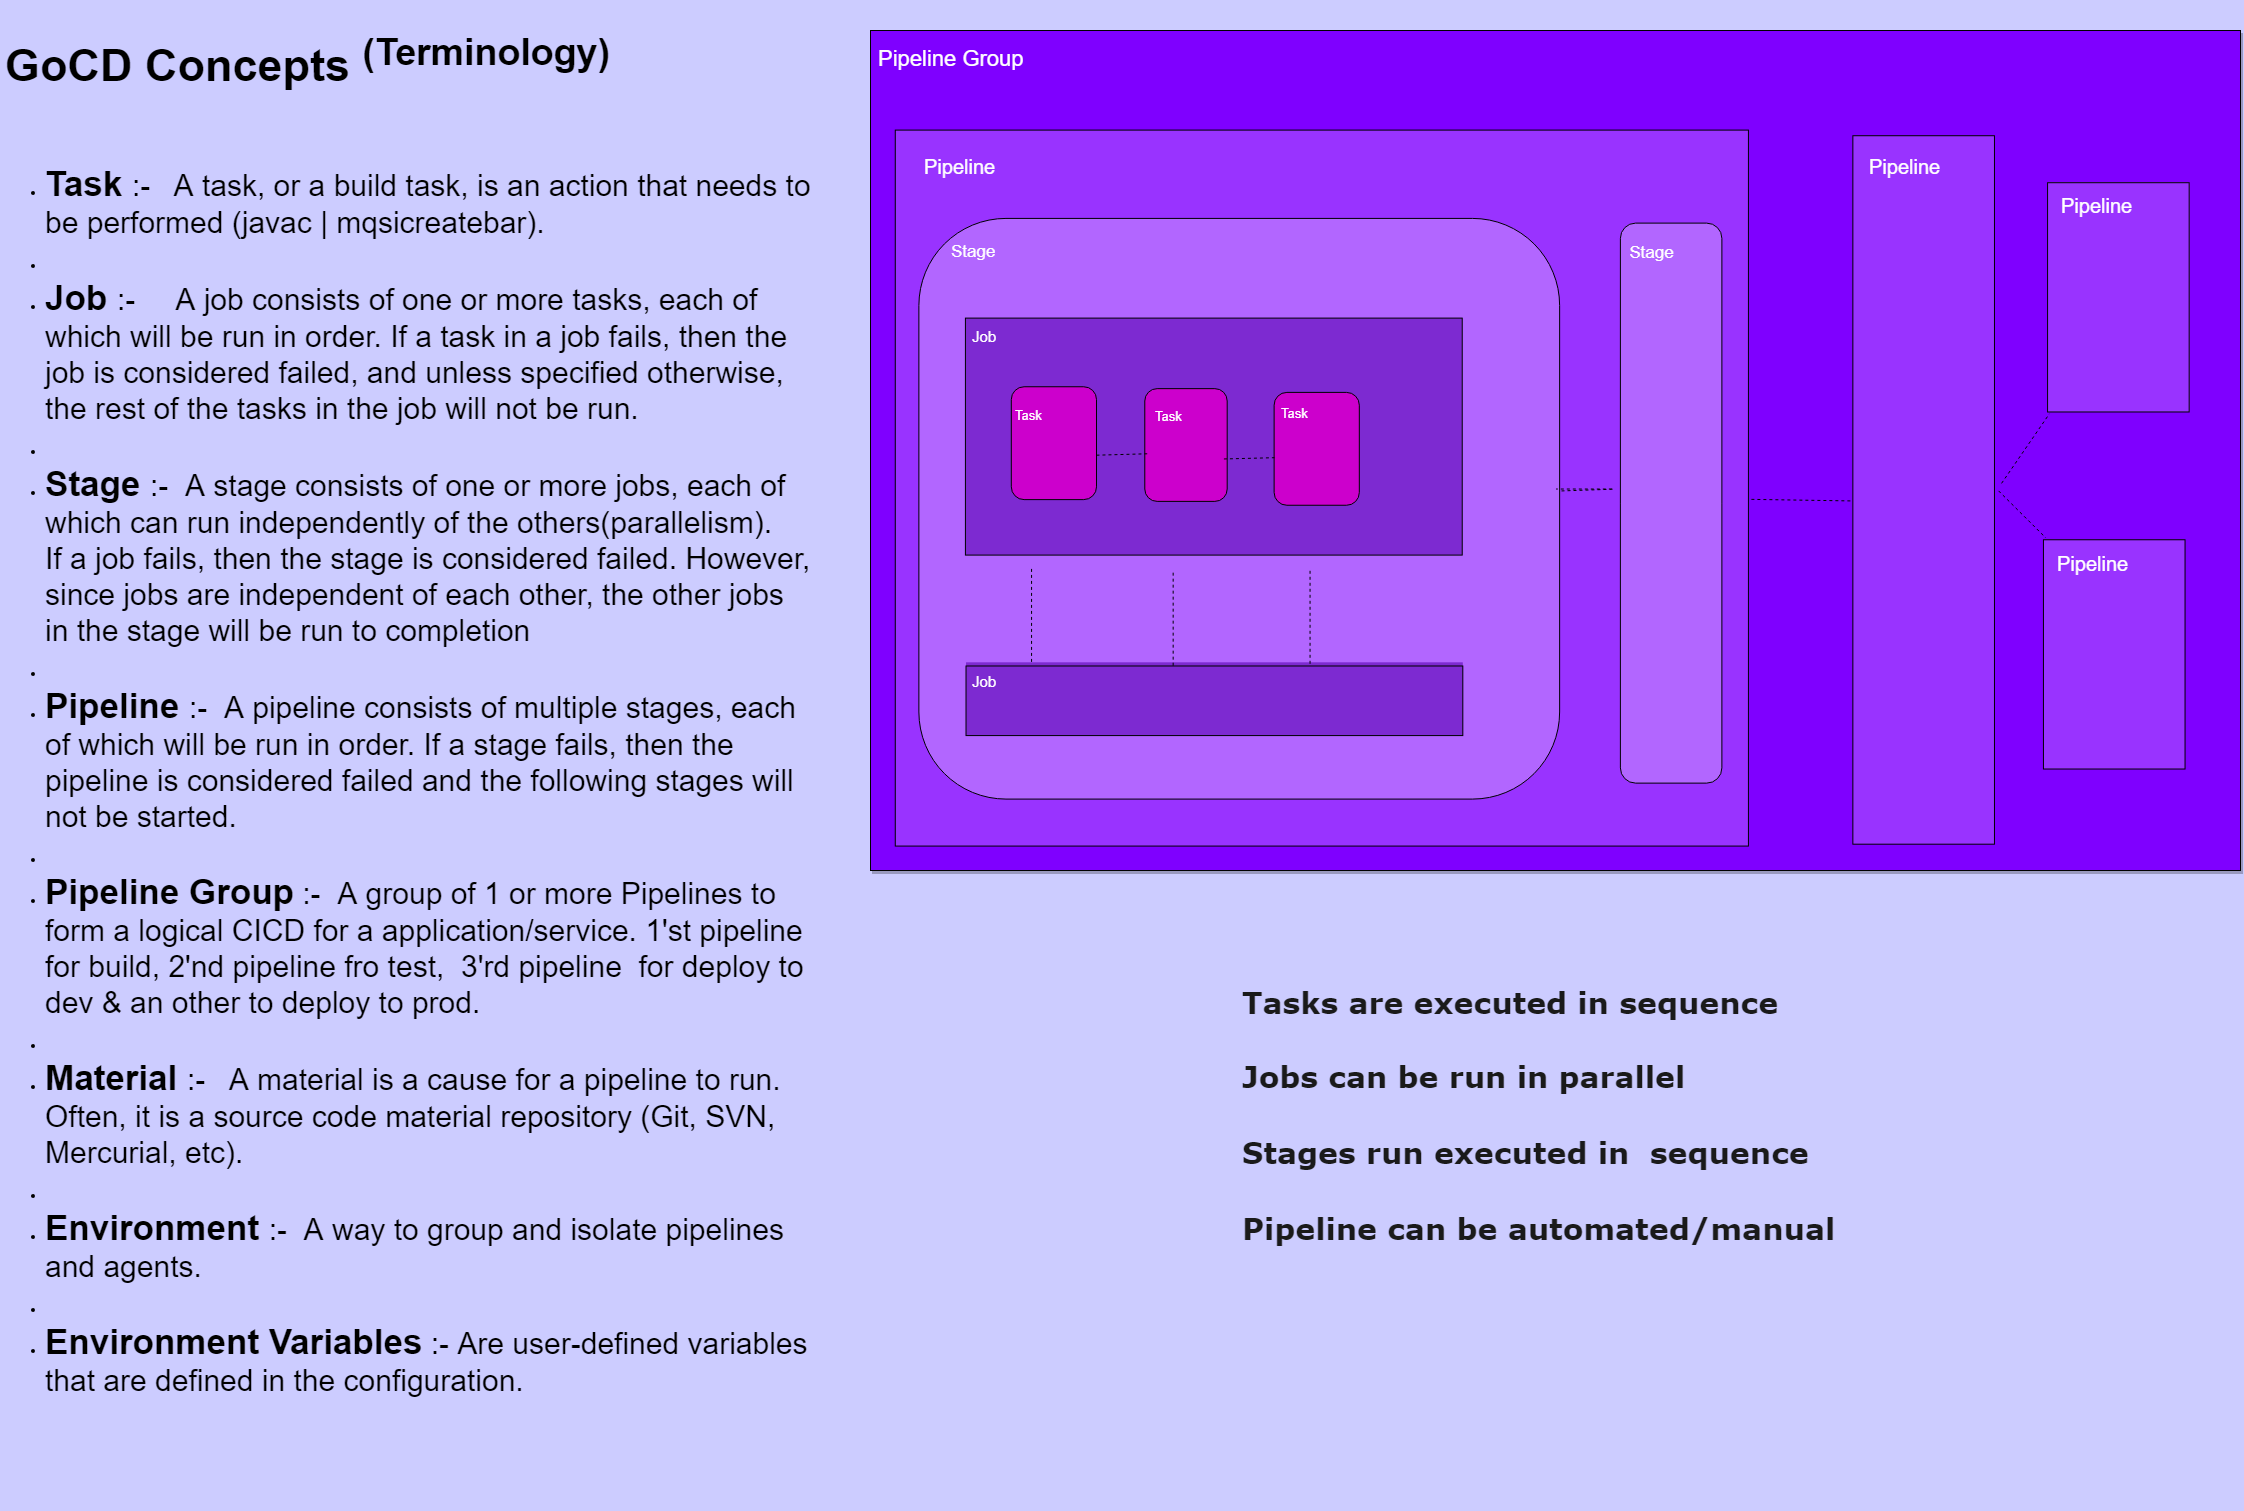 GoCD Concepts (Terminology)
Task :- A task, or a build task, is an action that needs to
be performed (javac | mqsicreatebar).
Job :- A job consists of one or more tasks, each of
which will be run in order. If a task in a job fails, then the
job is considered failed, and unless specified otherwise,
the rest of the tasks in the job will not be run.
Stage :- A stage consists of one or more jobs, each of
which can run independently of the others(parallelism).
If a job fails, then the stage is considered failed. However,
since jobs are independent of each other, the other jobs
in the stage will be run to completion
Pipeline :- A pipeline consists of multiple stages, each
of which will be run in order. If a stage fails, then the
pipeline is considered failed and the following stages will
not be started.
Pipeline Group :- A group of 1 or more Pipelines to
form a logical CICD for a application/service. 1'st pipeline
for build, 2'nd pipeline fro test, 3'rd pipeline for deploy to
dev & an other to deploy to prod.
Material :- A material is a cause for a pipeline to run.
Often, it is a source code material repository (Git, SVN,
Mercurial, etc).
Environment :- A way to group and isolate pipelines
and agents.
Environment Variables :- Are user-defined variables
that are defined in the configuration.
Pipeline Group
Pipeline
Stage
Job
Task
Task
Task
Job
Stage
Pipeline
Pipeline
Pipeline
Tasks are executed in sequence
Jobs can be run in parallel
Stages run executed in sequence
Pipeline can be automated/manual